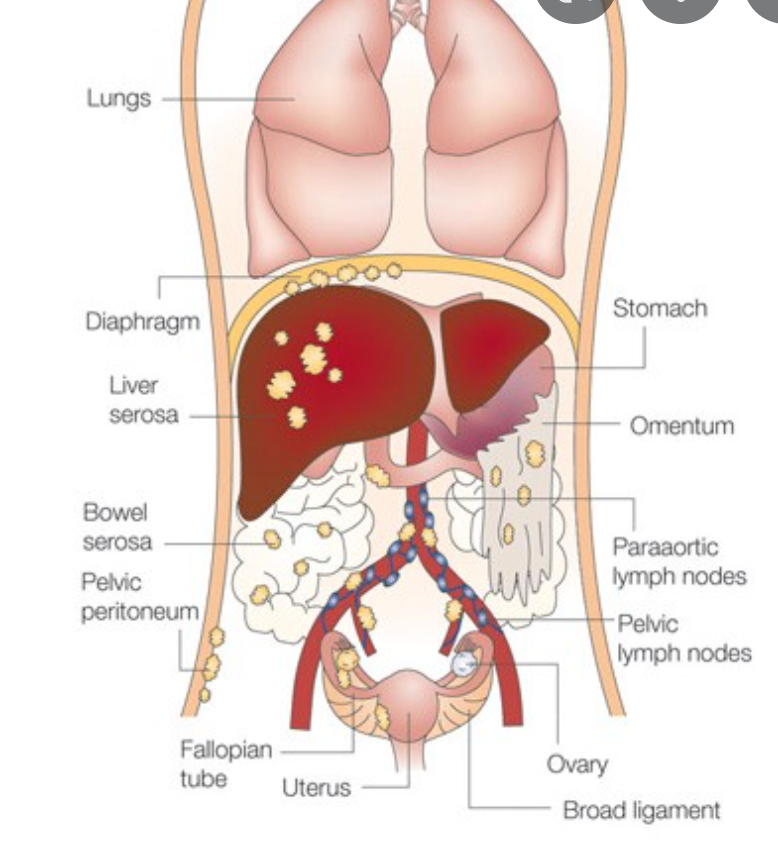 Lungs
Diaphragm
Stomach
Liver
serosa
Omentum
Bowel
serosa
Paraaortic
lymph nodes
Pelvic
peritoneum
Pelvic
lymph nodes
Fallopian
tube
Uterus
Ovary
Broad ligament